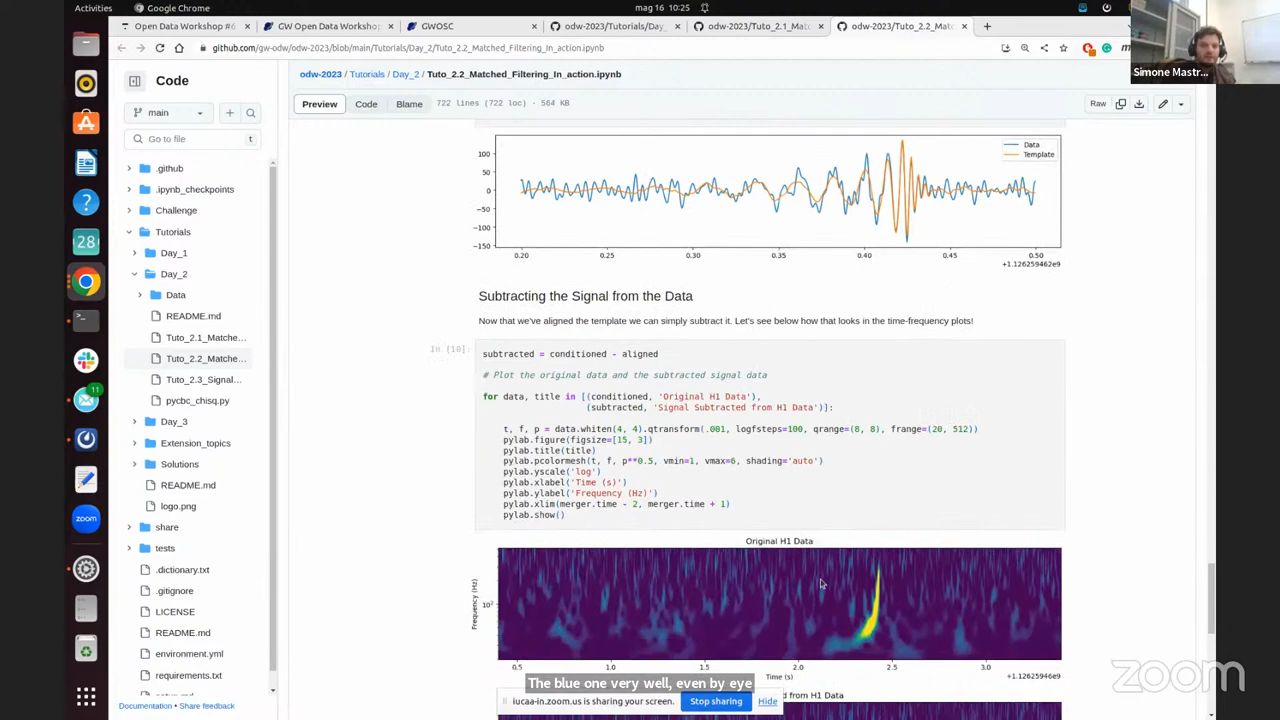 Activities
Google Chrome
mag 16 10:25
Open Data Workshop #6
GW Open Data Workshop
GWOSC
odw-2023/Tutorials/Day_
odw-2023/Tuto_2.1_Mat
odw-2023/Tuto_2.2_Mat
github.com/gw-odw/odw-2023/blob/main/Tutorials/Day_2/Tuto_2.2_Matched_Filtering_In_action.ipynb
Simone Mastr...
Code
main
Go to file
t
.github
.ipynb_checkpoints
Challenge
Tutorials
Day_1
Day_2
Data
README.md
Tuto_2.1_Matche...
Tuto_2.2_Matche...
Tuto_2.3_Signal...
pycbc_chisq.py
Day_3
Extension_topics
Solutions
README.md
logo.png
share
tests
.dictionary.txt
.gitignore
LICENSE
README.md
environment.yml
requirements.txt
Documentation • Share feedback
28
11
zoom
odw-2023 / Tutorials / Day_2 / Tuto_2.2_Matched_Filtering_In_action.ipynb
Preview
Code
Blame
722 lines (722 loc) · 564 KB
Raw
100
50
0
−50
−100
−150
Data
Template
0.20 0.25 0.30 0.35 0.40 0.45 0.50
+1.126259462e9
Subtracting the Signal from the Data
Now that we've aligned the template we can simply subtract it. Let's see below how that looks in the time-frequency plots!
In [10]:
subtracted = conditioned - aligned
# Plot the original data and the subtracted signal data
for data, title in [(conditioned, 'Original H1 Data'),
(subtracted, 'Signal Subtracted from H1 Data')]:
t, f, p = data.whiten(4, 4).qtransform(.001, logfsteps=100, qrange=(8, 8), frange=(20, 512))
pylab.figure(figsize=[15, 3])
pylab.title(title)
pylab.pcolormesh(t, f, p**0.5, vmin=1, vmax=6, shading='auto')
pylab.yscale('log')
pylab.xlabel('Time (s)')
pylab.ylabel('Frequency (Hz)')
pylab.xlim(merger.time - 2, merger.time + 1)
pylab.show()
Original H1 Data
Frequency (Hz)
10²
0.5 1.0 1.5 2.0 2.5 3.0
Time (s)
+1.12625946e9
The blue one very well, even by eye
iucaa-in.zoom.us is sharing your screen.
Stop sharing
Hide
d from H1 Data
zoom